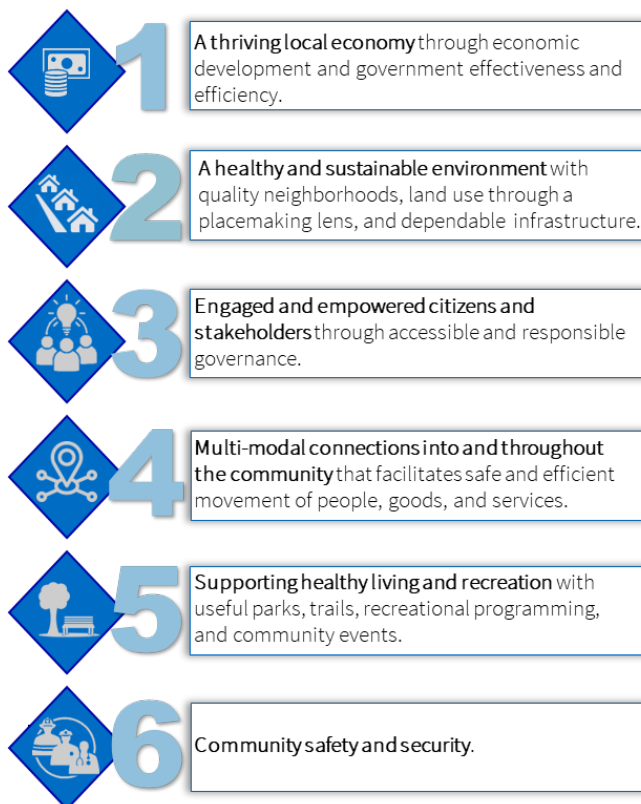 1
A thriving local economy through economic
development and government effectiveness and
efficiency.
2
A healthy and sustainable environment with
quality neighborhoods, land use through a
placemaking lens, and dependable infrastructure.
3
Engaged and empowered citizens and
stakeholders through accessible and responsible
governance.
4
Multi-modal connections into and throughout
the community that facilitates safe and efficient
movement of people, goods, and services.
5
Supporting healthy living and recreation with
useful parks, trails, recreational programming,
and community events.
6
Community safety and security.